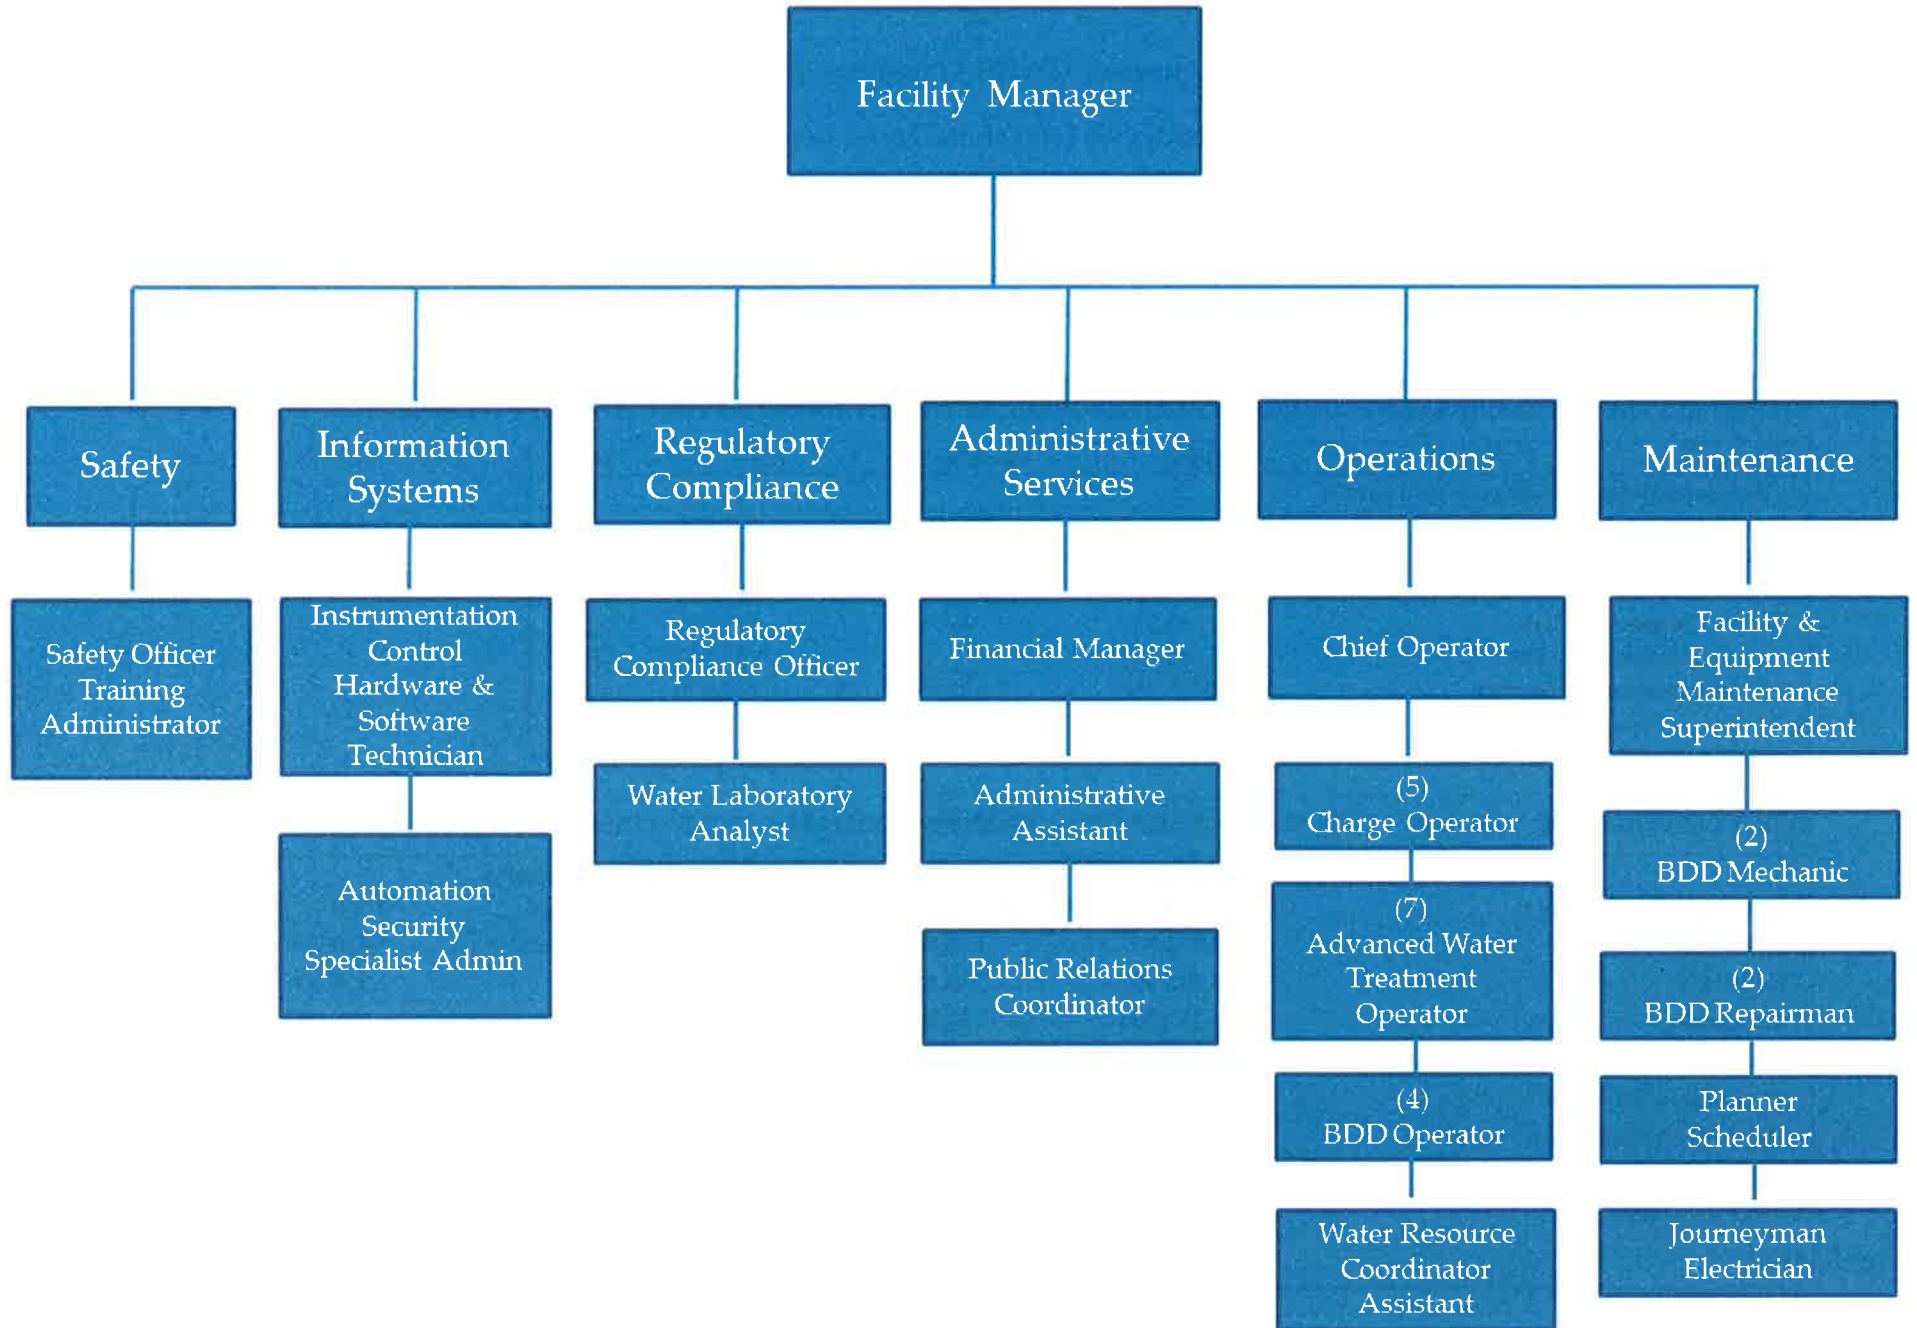 Facility Manager
Safety
Information
Systems
Regulatory
Compliance
Administrative
Services
Operations
Maintenance
Safety Officer
Training
Administrator
Instrumentation
Control
Hardware &
Software
Technician
Automation
Security
Specialist Admin
Regulatory
Compliance Officer
Water Laboratory
Analyst
Financial Manager
Administrative
Assistant
Public Relations
Coordinator
Chief Operator
(5)
Charge Operator
(7)
Advanced Water
Treatment
Operator
(4)
BDD Operator
Water Resource
Coordinator
Assistant
Facility &
Equipment
Maintenance
Superintendent
(2)
BDD Mechanic
(2)
BDD Repairman
Planner
Scheduler
Journeyman
Electrician